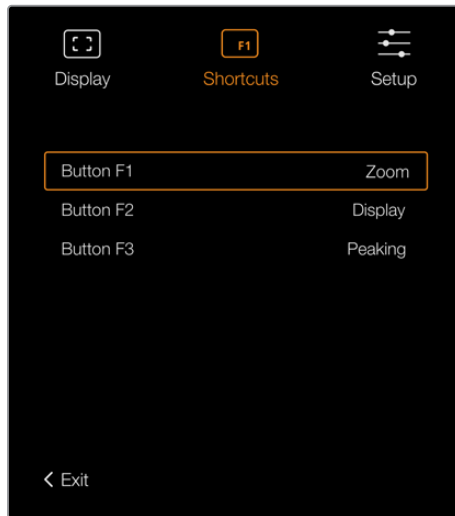 F1
Display Shortcuts Setup
Button F1 Zoom
Button F2 Display
Button F3 Peaking
Exit